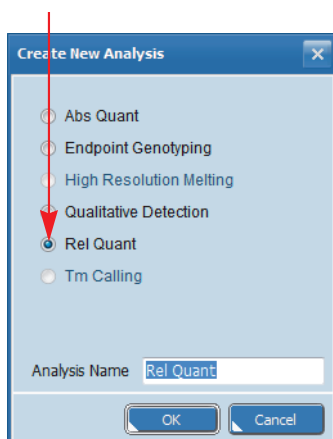 Create New Analysis
Abs Quant
Endpoint Genotyping
High Resolution Melting
Qualitative Detection
Rel Quant
Tm Calling
Analysis Name Rel Quant
OK Cancel